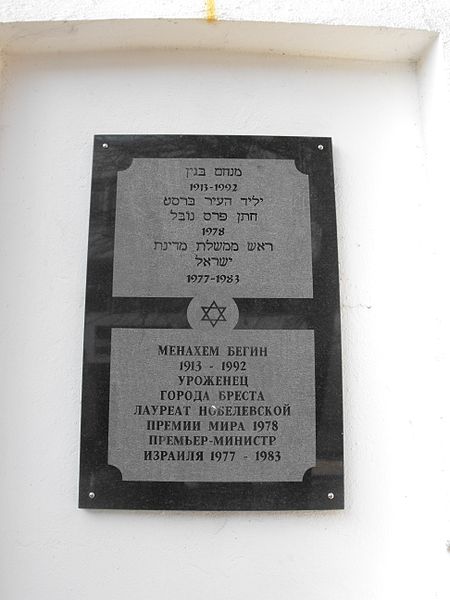 מנחם בגין
1913-1992
יליד העיר ברסט
חתן פרס נובל
1978
ראש ממשלת מדינת
ישראל
1977-1983
МЕНАХЕМ БЕГИН
1913 - 1992
УРОЖЕНЕЦ
ГОРОДА БРЕСТА
ЛАУРЕАТ НОБЕЛЕВСКОЙ
ПРЕМИИ МИРА 1978
ПРЕМЬЕР-МИНИСТР
ИЗРАИЛЯ 1977 - 1983